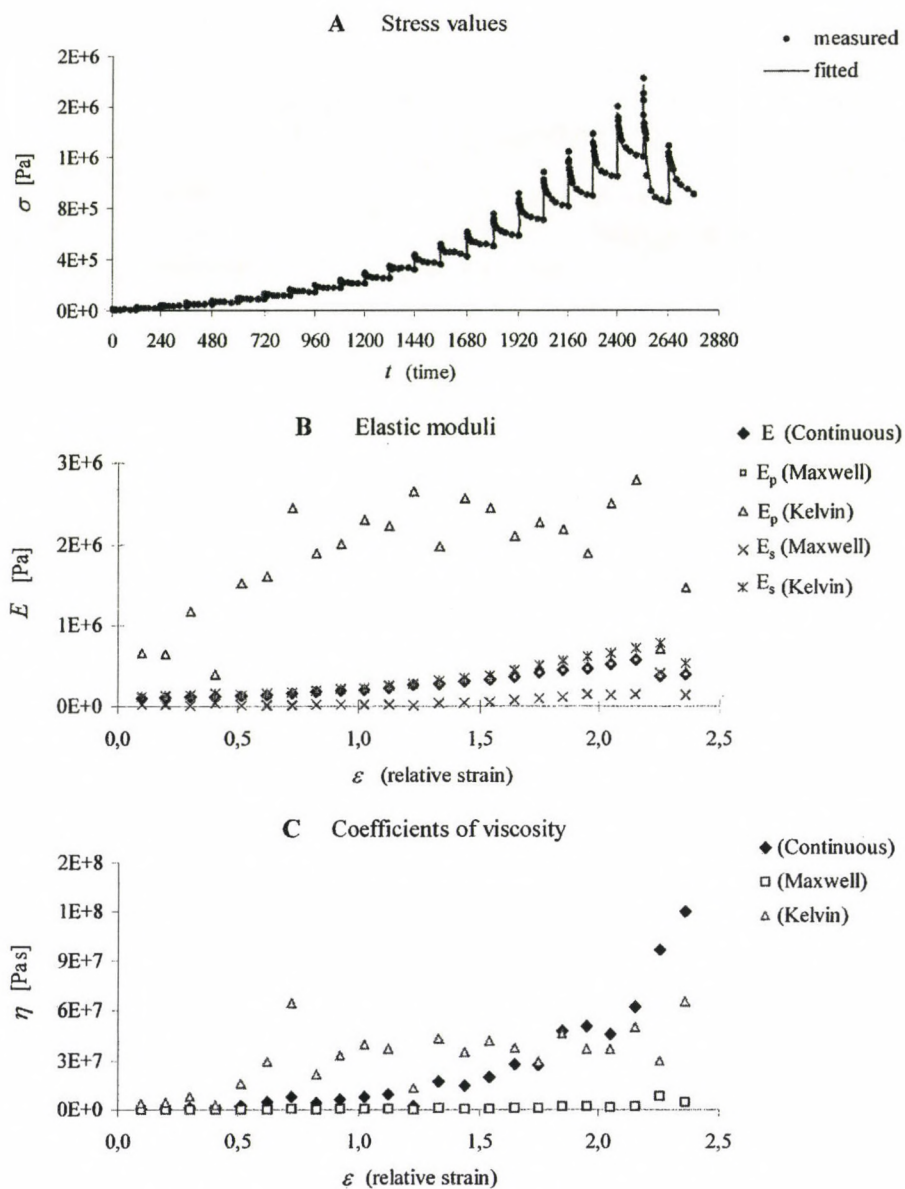 A Stress values
2E+6
2E+6
1E+6
8E+5
4E+5
0E+0
σ [Pa]
0 240 480 720 960 1200 1440 1680 1920 2160 2400 2640 2880
t (time)
measured
fitted
B Elastic moduli
3E+6
2E+6
1E+6
0E+0
E [Pa]
0,0 0,5 1,0 1,5 2,0 2,5
ε (relative strain)
E (Continuous)
Ep (Maxwell)
Ep (Kelvin)
Es (Maxwell)
Es (Kelvin)
C Coefficients of viscosity
2E+8
1E+8
9E+7
6E+7
3E+7
0E+0
η [Pas]
0,0 0,5 1,0 1,5 2,0 2,5
ε (relative strain)
(Continuous)
(Maxwell)
(Kelvin)